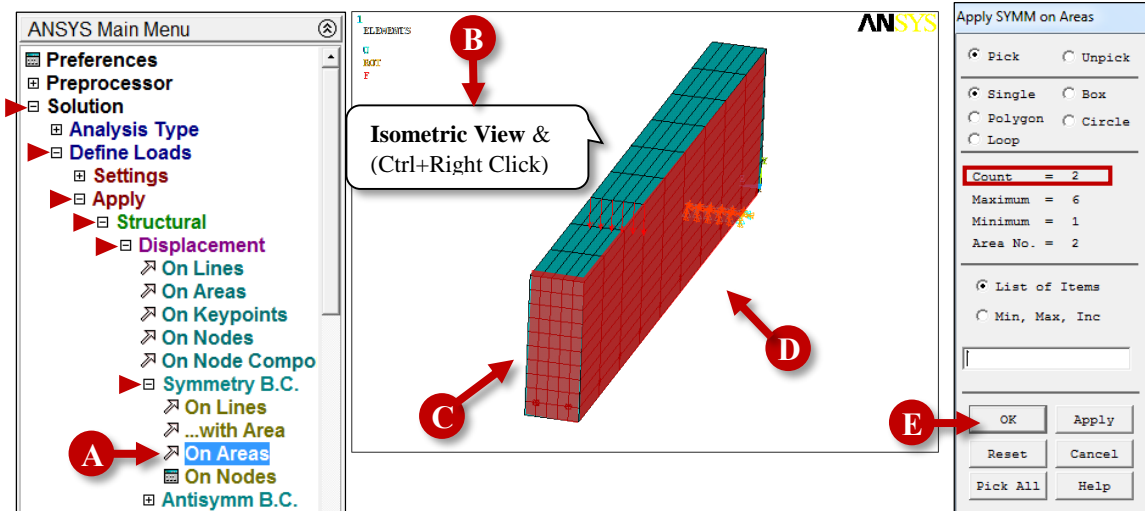 ANSYS Main Menu
Preferences
Preprocessor
Solution
Analysis Type
Define Loads
Settings
Apply
Structural
Displacement
On Lines
On Areas
On Keypoints
On Nodes
On Node Compo
Symmetry B.C.
On Lines
...with Area
On Areas
On Nodes
Antisymm B.C.
A
1
ELEMENTS
U
ROT
F
ANSYS
B
Isometric View &
(Ctrl+Right Click)
C
D
Apply SYMM on Areas
Pick Unpick
Single Box
Polygon Circle
Loop
Count = 2
Maximum = 6
Minimum = 1
Area No. = 2
List of Items
Min, Max, Inc
E
OK Apply
Reset Cancel
Pick All Help